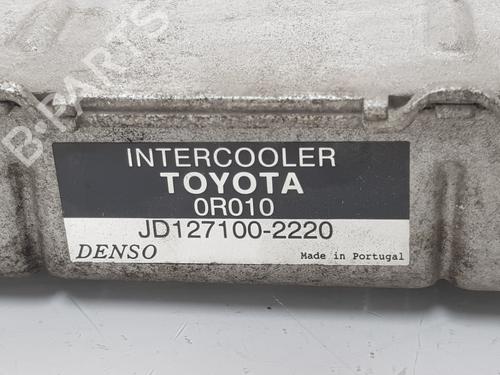 B-PARTS
INTERCOOLER
TOYOTA
0R010
JD127100-2220
DENSO
Made in Portugal